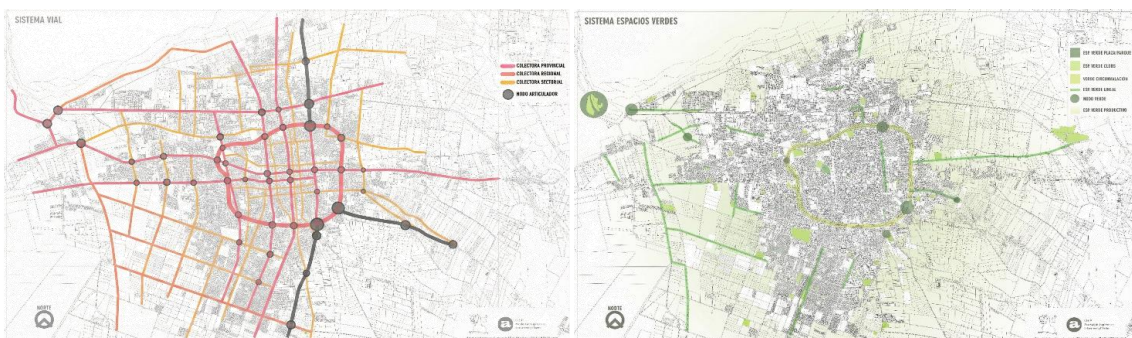 SISTEMA VIAL
COLECTORA PROVINCIAL
COLECTORA REGIONAL
COLECTORA SECTORIAL
NODO ARTICULADOR
NORTE
a
SISTEMA ESPACIOS VERDES
ESP VERDE PLAZA PARQUE
ESP VERDE CLUBS
VERDE CIRCUNVALACIÓN
ESP VERDE LINEAL
NODO VERDE
ESP VERDE PRODUCTIVO
NORTE
a